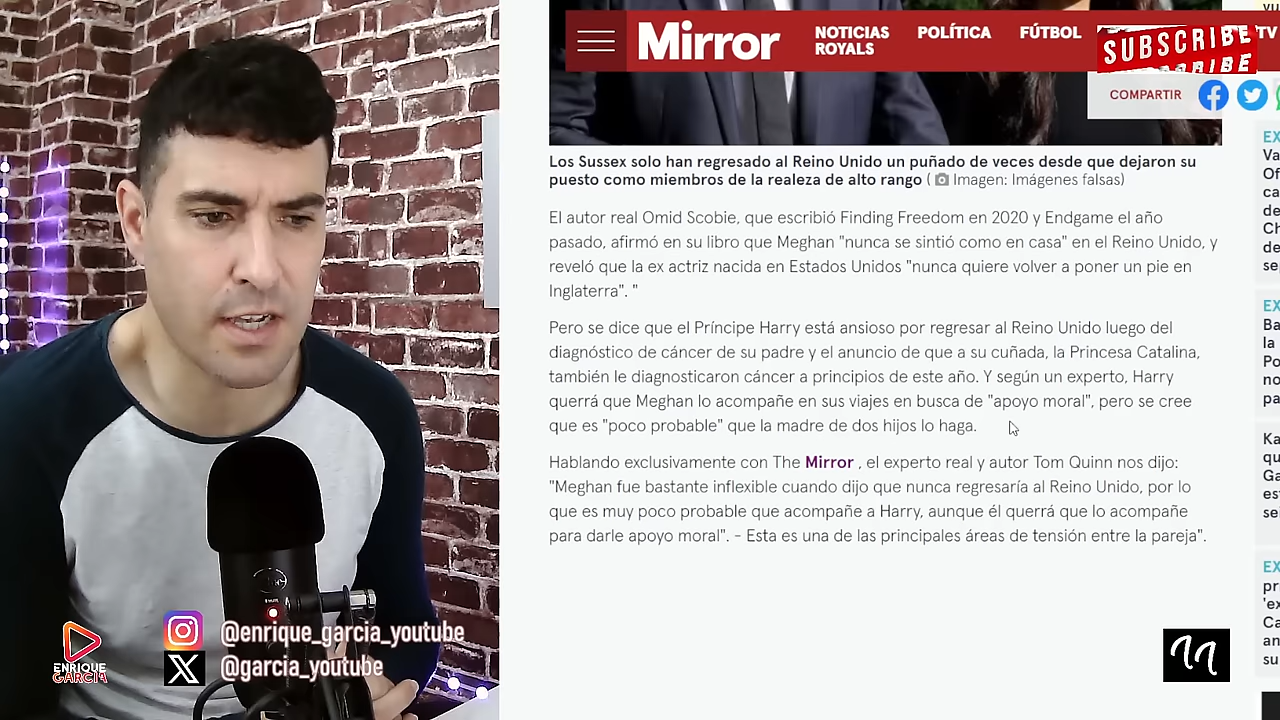 Mirror
NOTICIAS
ROYALS
POLÍTICA
FÚTBOL
TV
SUBSCRIBE
COMPARTIR
Los Sussex solo han regresado al Reino Unido un puñado de veces desde que dejaron su
puesto como miembros de la realeza de alto rango ( Imagen: Imágenes falsas)
El autor real Omid Scobie, que escribió Finding Freedom en 2020 y Endgame el año
pasado, afirmó en su libro que Meghan "nunca se sintió como en casa" en el Reino Unido, y
reveló que la ex actriz nacida en Estados Unidos "nunca quiere volver a poner un pie en
Inglaterra". "
Pero se dice que el Príncipe Harry está ansioso por regresar al Reino Unido luego del
diagnóstico de cáncer de su padre y el anuncio de que a su cuñada, la Princesa Catalina,
también le diagnosticaron cáncer a principios de este año. Y según un experto, Harry
querrá que Meghan lo acompañe en sus viajes en busca de "apoyo moral", pero se cree
que es "poco probable" que la madre de dos hijos lo haga.
Hablando exclusivamente con The Mirror , el experto real y autor Tom Quinn nos dijo:
"Meghan fue bastante inflexible cuando dijo que nunca regresaría al Reino Unido, por lo
que es muy poco probable que acompañe a Harry, aunque él querrá que lo acompañe
para darle apoyo moral". - Esta es una de las principales áreas de tensión entre la pareja".
@enrique_garcia_youtube
@garcia_youtube
ENRIQUE
GARCIA